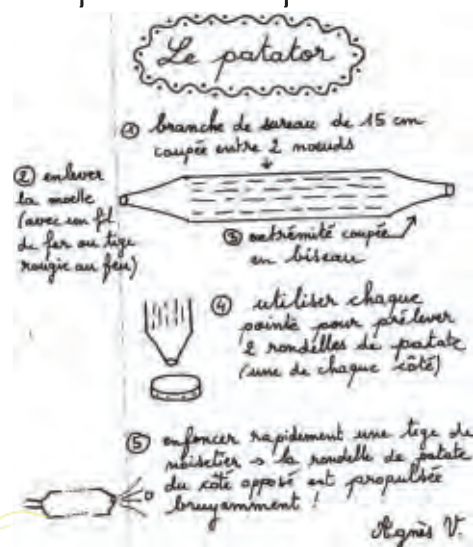 Le patator
① branche de sureau de 15 cm
coupée entre 2 nœuds
② enlever
la moelle
(avec un fil
de fer ou tige
rougie au feu)
③ extrémité coupée
en biseau
④ utiliser chaque
pointe pour prélever
2 rondelles de patate
(une de chaque côté)
⑤ enfoncer rapidement une tige de
noisetier → la rondelle de patate
du côté opposé est propulsée
bruyamment !
Agnès V.